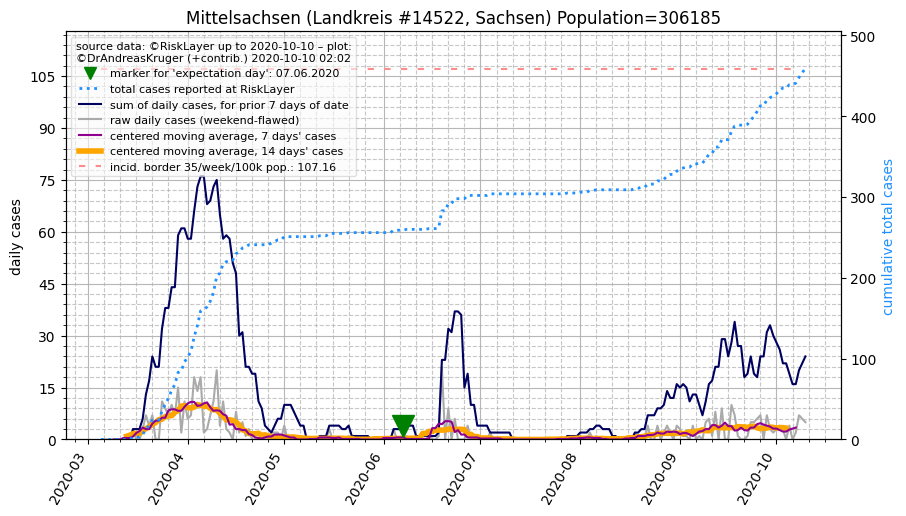 Mittelsachsen (Landkreis #14522, Sachsen) Population=306185
source data: ©RiskLayer up to 2020-10-10 – plot:
©DrAndreasKruger (+contrib.) 2020-10-10 02:02
marker for 'expectation day': 07.06.2020
total cases reported at RiskLayer
sum of daily cases, for prior 7 days of date
raw daily cases (weekend-flawed)
centered moving average, 7 days' cases
centered moving average, 14 days' cases
incid. border 35/week/100k pop.: 107.16
daily cases
105
90
75
60
45
30
15
0
cumulative total cases
500
400
300
200
100
0
2020-03
2020-04
2020-05
2020-06
2020-07
2020-08
2020-09
2020-10